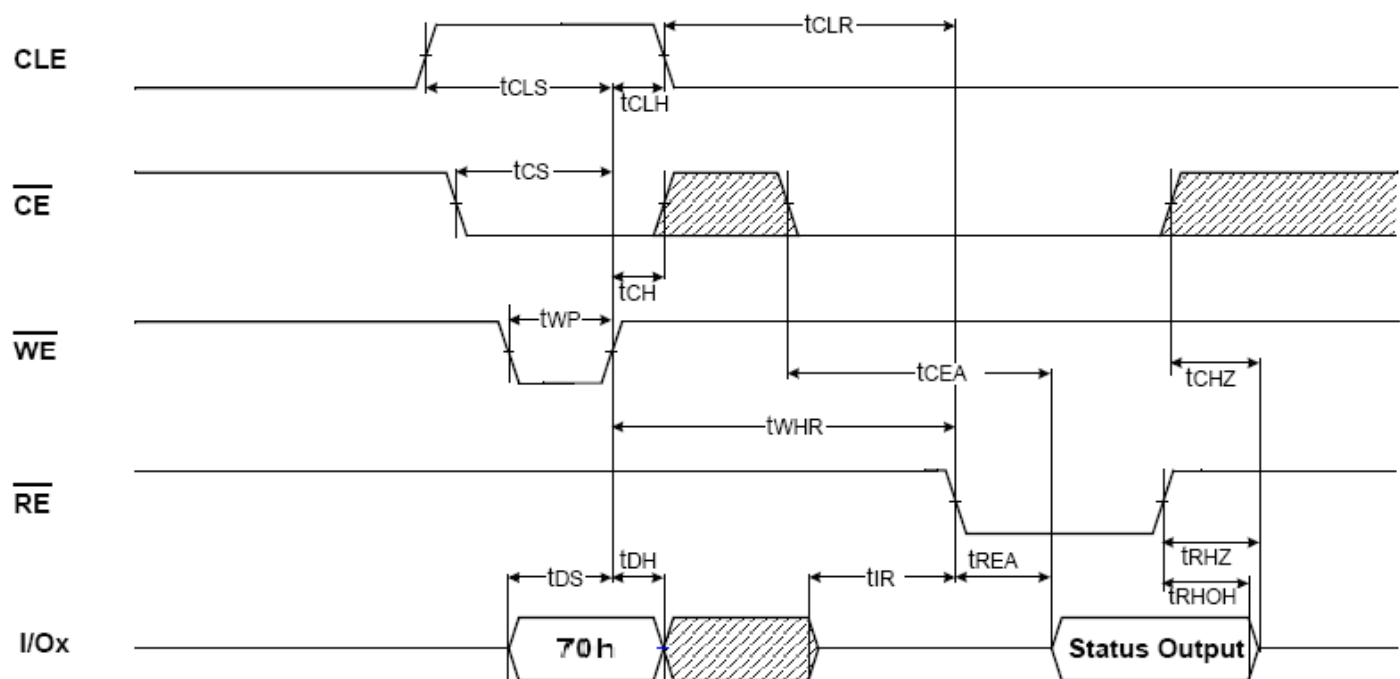 tCLR
CLE
tCLS
tCLH
tCS
CE
tCH
tWP
WE
tCEA
tCHZ
tWHR
RE
tDH
tRHZ
tDS
tIR
tREA
tRHOH
I/Ox
70h
Status Output